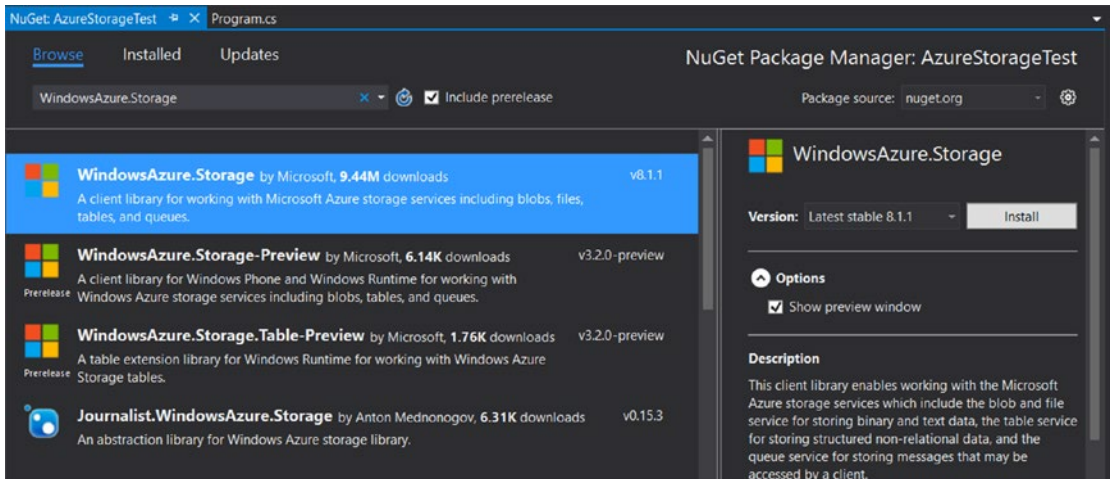 NuGet: AzureStorageTest Program.cs
Browse Installed Updates
NuGet Package Manager: AzureStorageTest
WindowsAzure.Storage
Include prerelease
Package source: nuget.org
WindowsAzure.Storage by Microsoft, 9.44M downloads v8.1.1
A client library for working with Microsoft Azure storage services including blobs, files,
tables, and queues.
WindowsAzure.Storage-Preview by Microsoft, 6.14K downloads v3.2.0-preview
A client library for Windows Phone and Windows Runtime for working with
Prerelease Windows Azure storage services including blobs, tables, and queues.
WindowsAzure.Storage.Table-Preview by Microsoft, 1.76K downloads v3.2.0-preview
A table extension library for Windows Runtime for working with Windows Azure
Prerelease Storage tables.
Journalist.WindowsAzure.Storage by Anton Mednonogov, 6.31K downloads v0.15.3
An abstraction library for Windows Azure storage library.
WindowsAzure.Storage
Version: Latest stable 8.1.1 Install
Options
Show preview window
Description
This client library enables working with the Microsoft
Azure storage services which include the blob and file
service for storing binary and text data, the table service
for storing structured non-relational data, and the
queue service for storing messages that may be
accessed by a client.